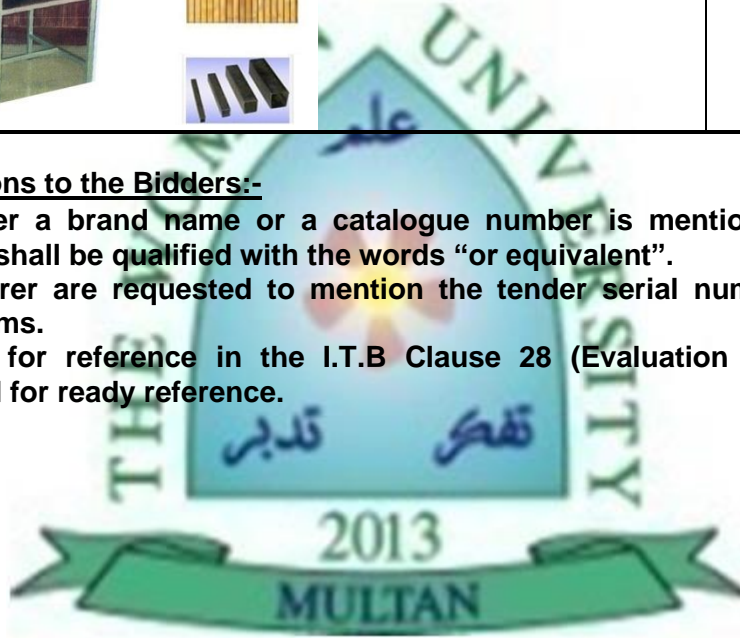 ons to the Bidders:-
er a brand name or a catalogue number is mentio
shall be qualified with the words “or equivalent”.
rer are requested to mention the tender serial num
ms.
for reference in the I.T.B Clause 28 (Evaluation
l for ready reference.
THE WOM UNIVERSITY
علم
تدبر
تفکر
2013
MULTAN